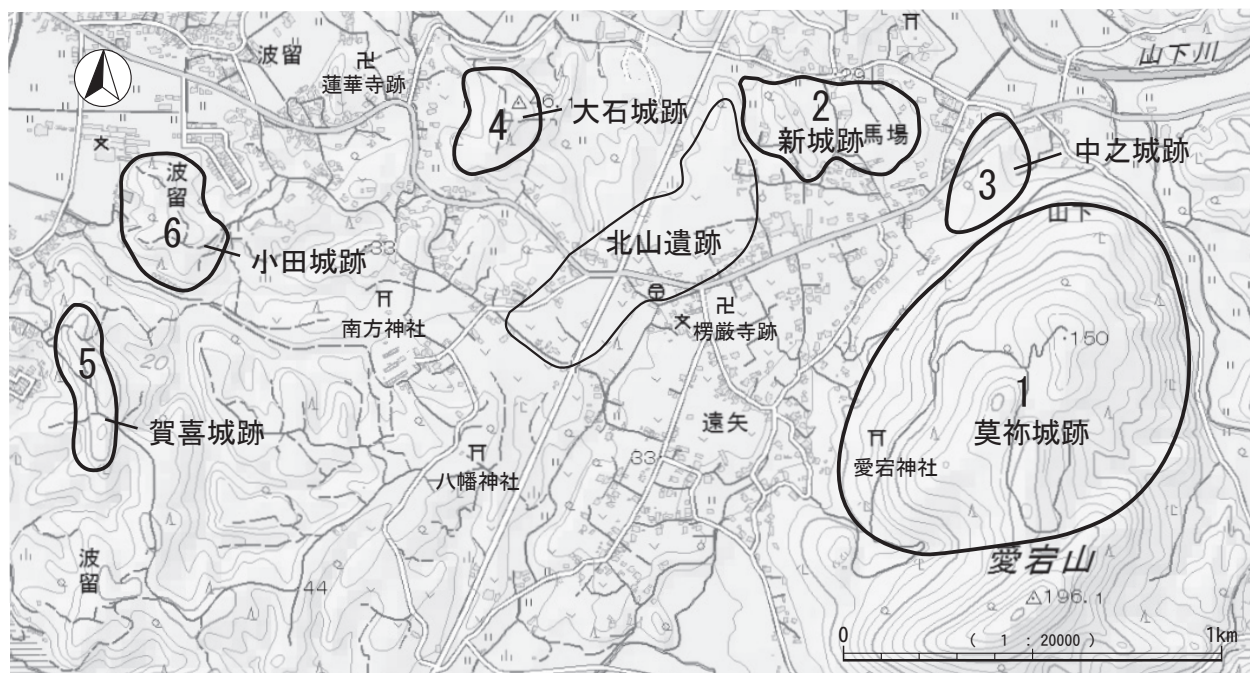 波留
蓮華寺跡
山下川
4
大石城跡
2
新城跡
馬場
3
中之城跡
山下
波留
6
小田城跡
33
北山遺跡
南方神社
楞厳寺跡
150
1
莫祢城跡
愛宕神社
5
20
賀喜城跡
遠矢
33
八幡神社
波留
44
愛宕山
196.1
0
( 1 : 20000 )
1km